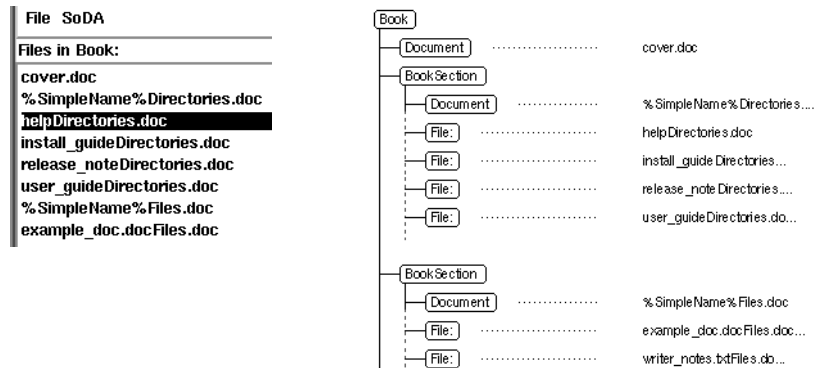 File SoDA
Files in Book:
cover.doc
%SimpleName%Directories.doc
helpDirectories.doc
install_guideDirectories.doc
release_noteDirectories.doc
user_guideDirectories.doc
%SimpleName%Files.doc
example_doc.docFiles.doc
Book
Document ..................... cover.doc
BookSection
Document ................ %SimpleName%Directories....
File: ....................... helpDirectories.doc
File: ....................... install_guideDirectories...
File: ....................... release_noteDirectories....
File: ....................... user_guideDirectories.do...
BookSection
Document ................ %SimpleName%Files.doc
File: ....................... example_doc.docFiles.doc...
File: ....................... writer_notes.txtFiles.do...